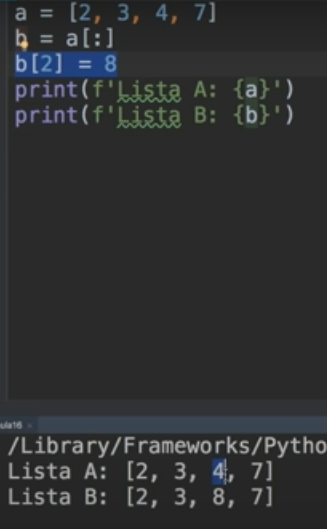 a = [2, 3, 4, 7]
b = a[:]
b[2] = 8
print(f'Lista A: {a}')
print(f'Lista B: {b}')
ula16
/Library/Frameworks/Pytho
Lista A: [2, 3, 4, 7]
Lista B: [2, 3, 8, 7]